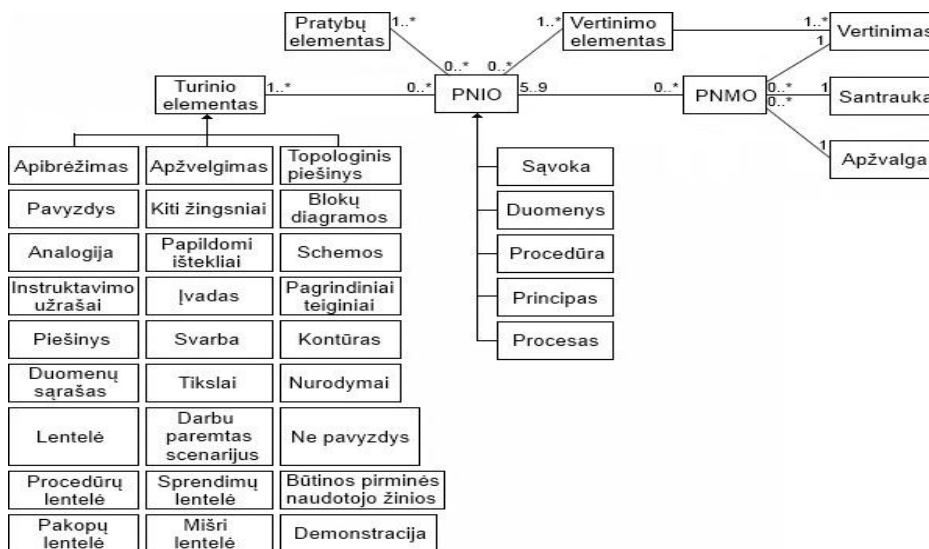 Pratybų
elementas
1..*
0..*
Vertinimo
elementas
1..*
0..*
1..*
Vertinimas
1
Turinio
elementas
1..*
0..*
PNIO
5..9
0..*
PNMO
0..*
0..*
1
Santrauka
1
Apžvalga
Apibrėžimas
Apžvelgimas
Topologinis
piešinys
Sąvoka
Pavyzdys
Kiti žingsniai
Blokų
diagramos
Duomenys
Analogija
Papildomi
ištekliai
Schemos
Procedūra
Instruktavimo
užrašai
Įvadas
Pagrindiniai
teiginiai
Principas
Piešinys
Svarba
Kontūras
Procesas
Duomenų
sąrašas
Tikslai
Nurodymai
Lentelė
Darbu
paremtas
scenarijus
Ne pavyzdys
Procedūrų
lentelė
Sprendimų
lentelė
Būtinos pirminės
naudotojo žinios
Pakopų
lentelė
Mišri
lentelė
Demonstracija